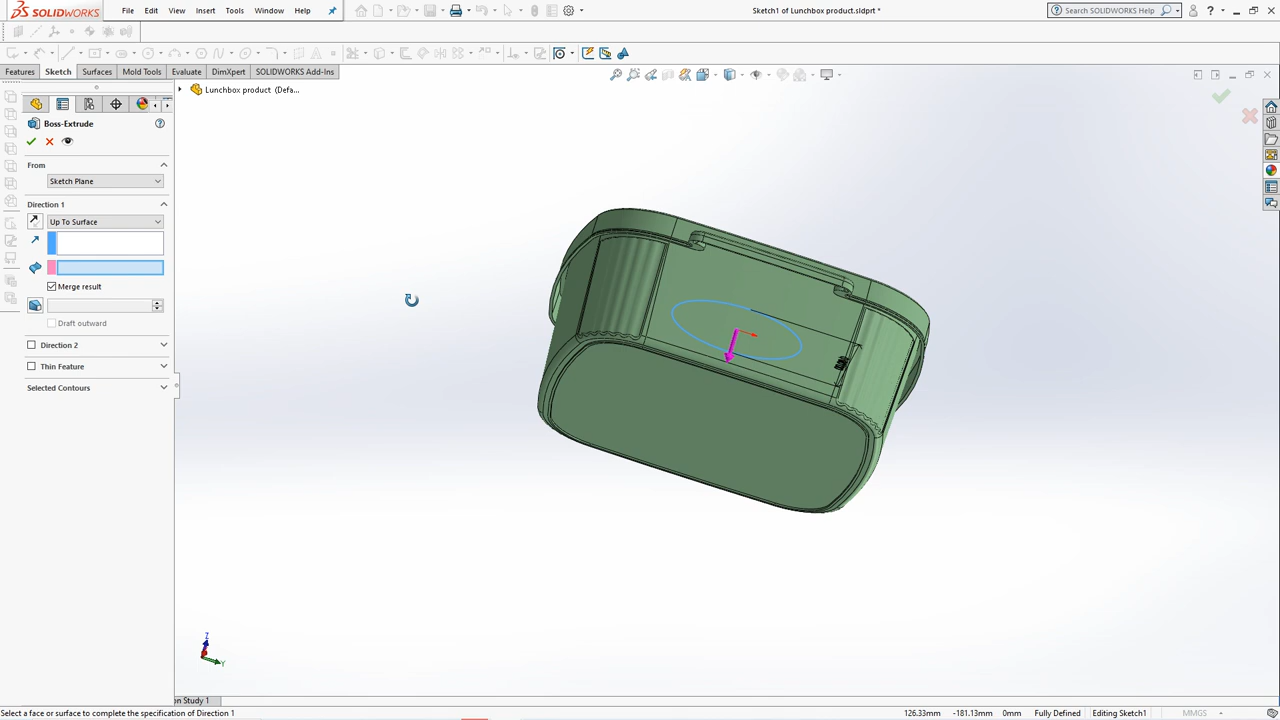 SOLIDWORKS
File
Edit
View
Insert
Tools
Window
Help
Sketch1 of Lunchbox product.sldprt *
Search SOLIDWORKS Help
Features
Sketch
Surfaces
Mold Tools
Evaluate
DimXpert
SOLIDWORKS Add-Ins
Lunchbox product (Defa...
Boss-Extrude
From
Sketch Plane
Direction 1
Up To Surface
Merge result
Draft outward
Direction 2
Thin Feature
Selected Contours
Z
Y
on Study 1
Select a face or surface to complete the specification of Direction 1
126.33mm
-181.13mm
0mm
Fully Defined
Editing Sketch1
MMGS